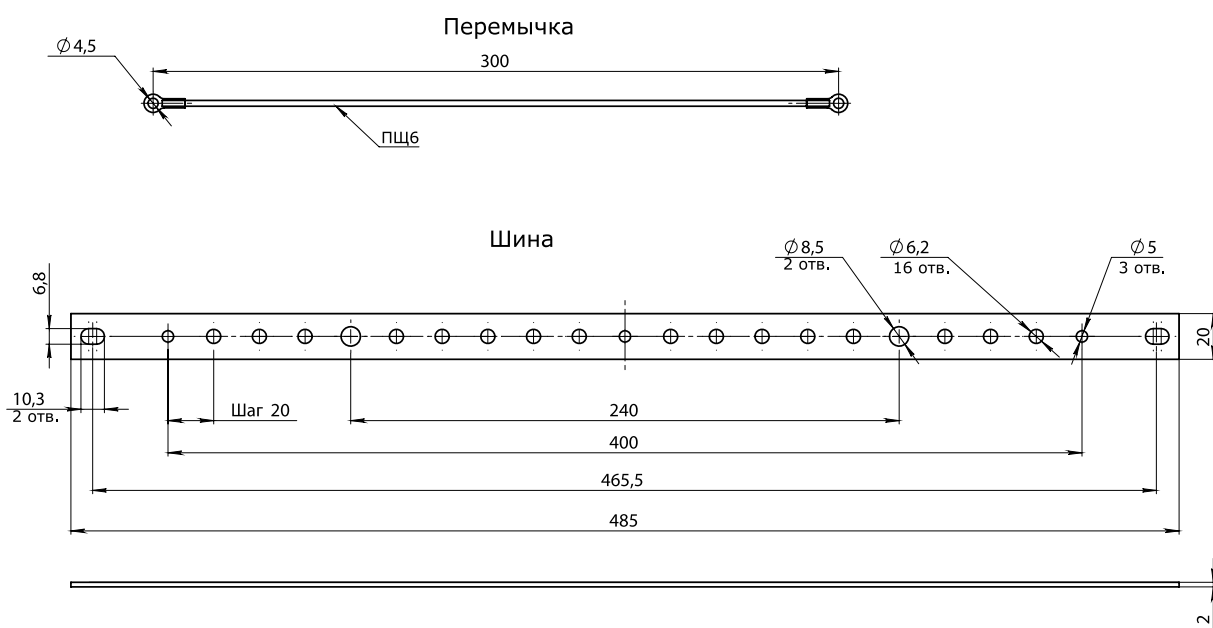 Перемычка
∅4,5
300
ПЩ6
Шина
∅8,5
2 отв.
∅6,2
16 отв.
∅5
3 отв.
6,8
20
10,3
2 отв.
Шаг 20
240
400
465,5
485
2